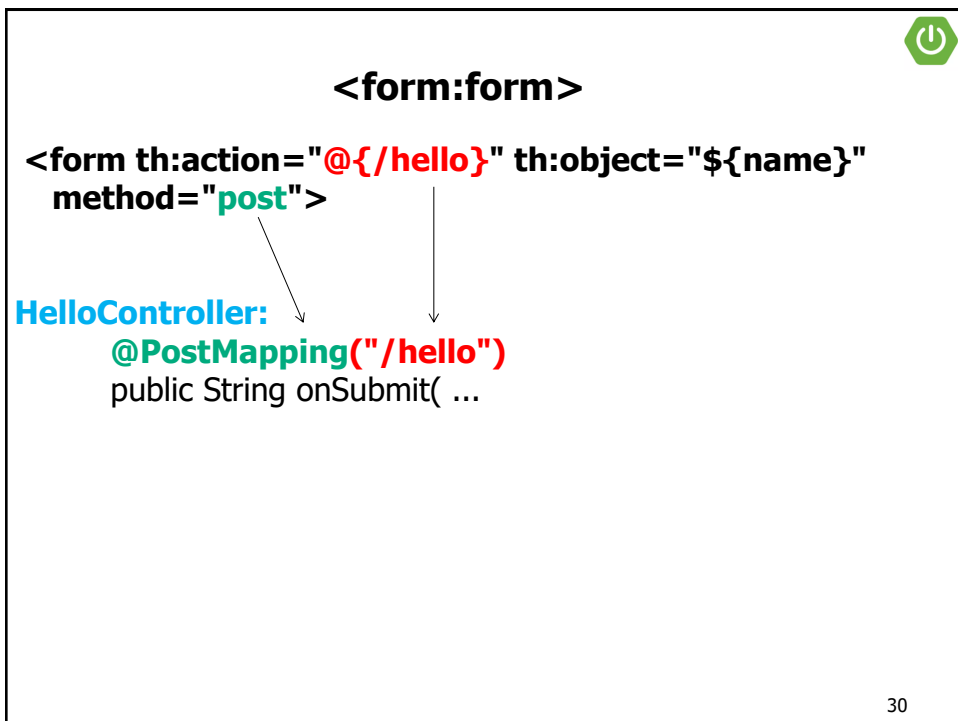 <form:form>
<form th:action="@{/hello}" th:object="${name}"
method="post">
HelloController:
@PostMapping("/hello")
public String onSubmit( ...
30